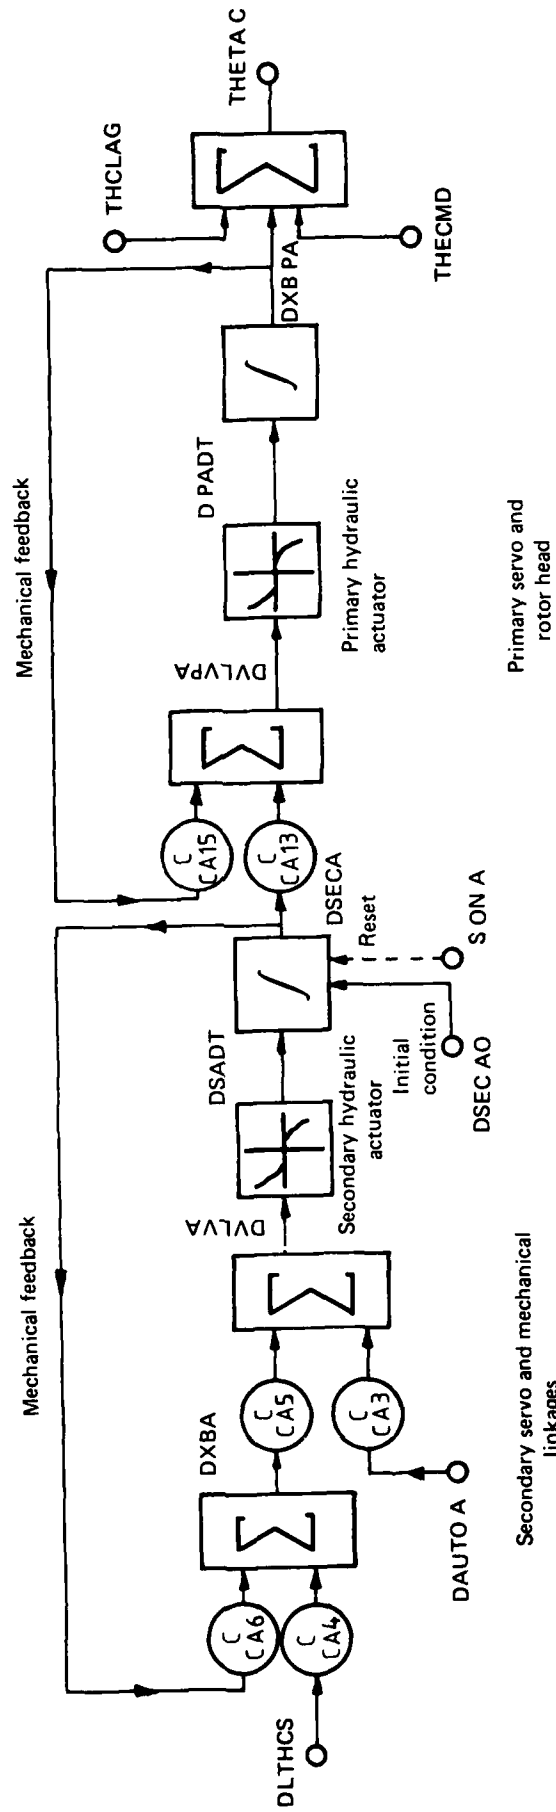 Mechanical feedback
Mechanical feedback
DLTHCS
C
CA6
C
CA4
DXBA
C
CA5
C
CA3
DAUTO A
Σ
Σ
DVLVA
Secondary hydraulic
actuator
DSADT
∫
Initial
condition
DSEC AO
Reset
S ON A
DSECA
C
CA15
C
CA13
Σ
DVLVPA
Primary hydraulic
actuator
D PADT
∫
DXB PA
THCLAG
THECMD
Σ
THETA C
Secondary servo and mechanical
linkages
Primary servo and
rotor head